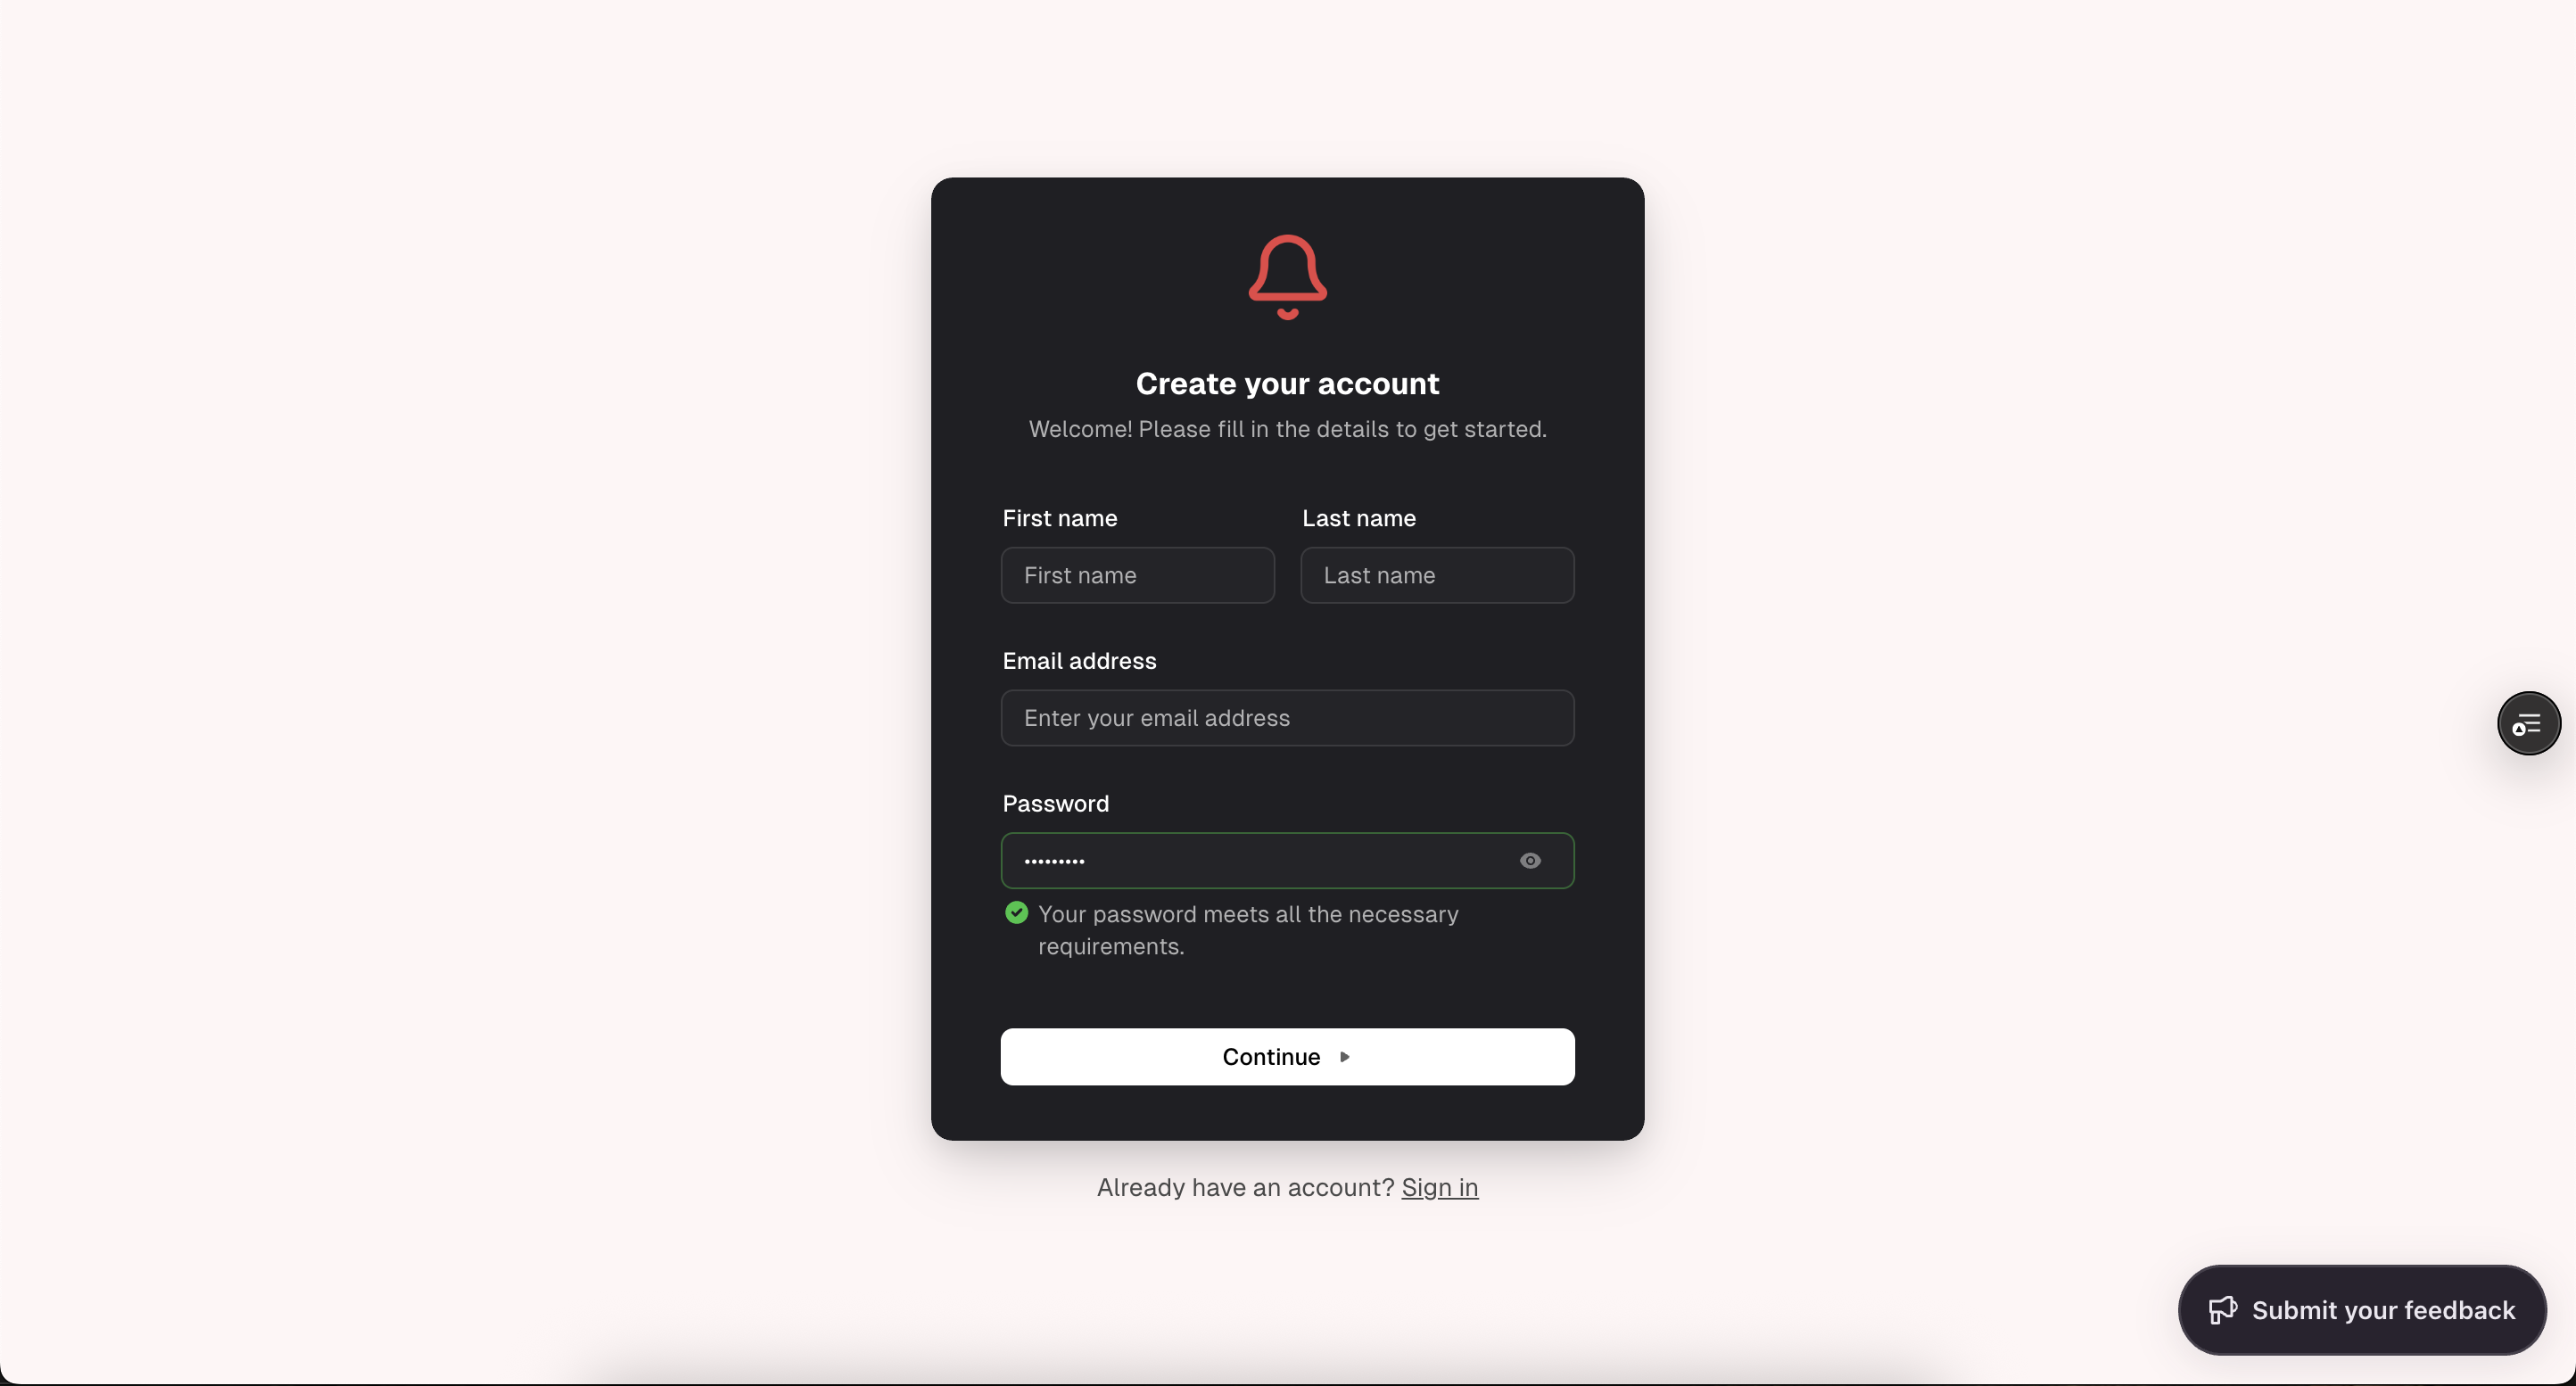 Create your account
Welcome! Please fill in the details to get started.
First name
Last name
First name
Last name
Email address
Enter your email address
Password
•••••••••
Your password meets all the necessary
requirements.
Continue
Already have an account? Sign in
Submit your feedback